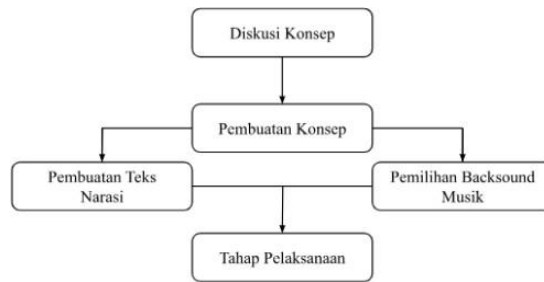 Diskusi Konsep
Pembuatan Konsep
Pembuatan Teks
Narasi
Pemilihan Backsound
Musik
Tahap Pelaksanaan